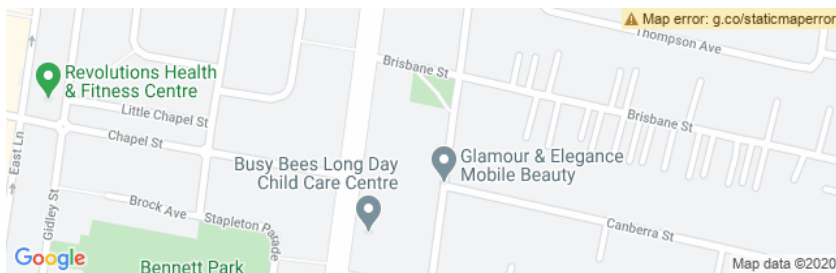 Map error: g.co/staticmaperror
Thompson Ave
Brisbane St
Revolutions Health
& Fitness Centre
Little Chapel St
Brisbane St
Chapel St
East Ln
Busy Bees Long Day
Child Care Centre
Glamour & Elegance
Mobile Beauty
Gidley St
Brock Ave
Stapleton Parade
Canberra St
Google
Bennett Park
Map data ©2020